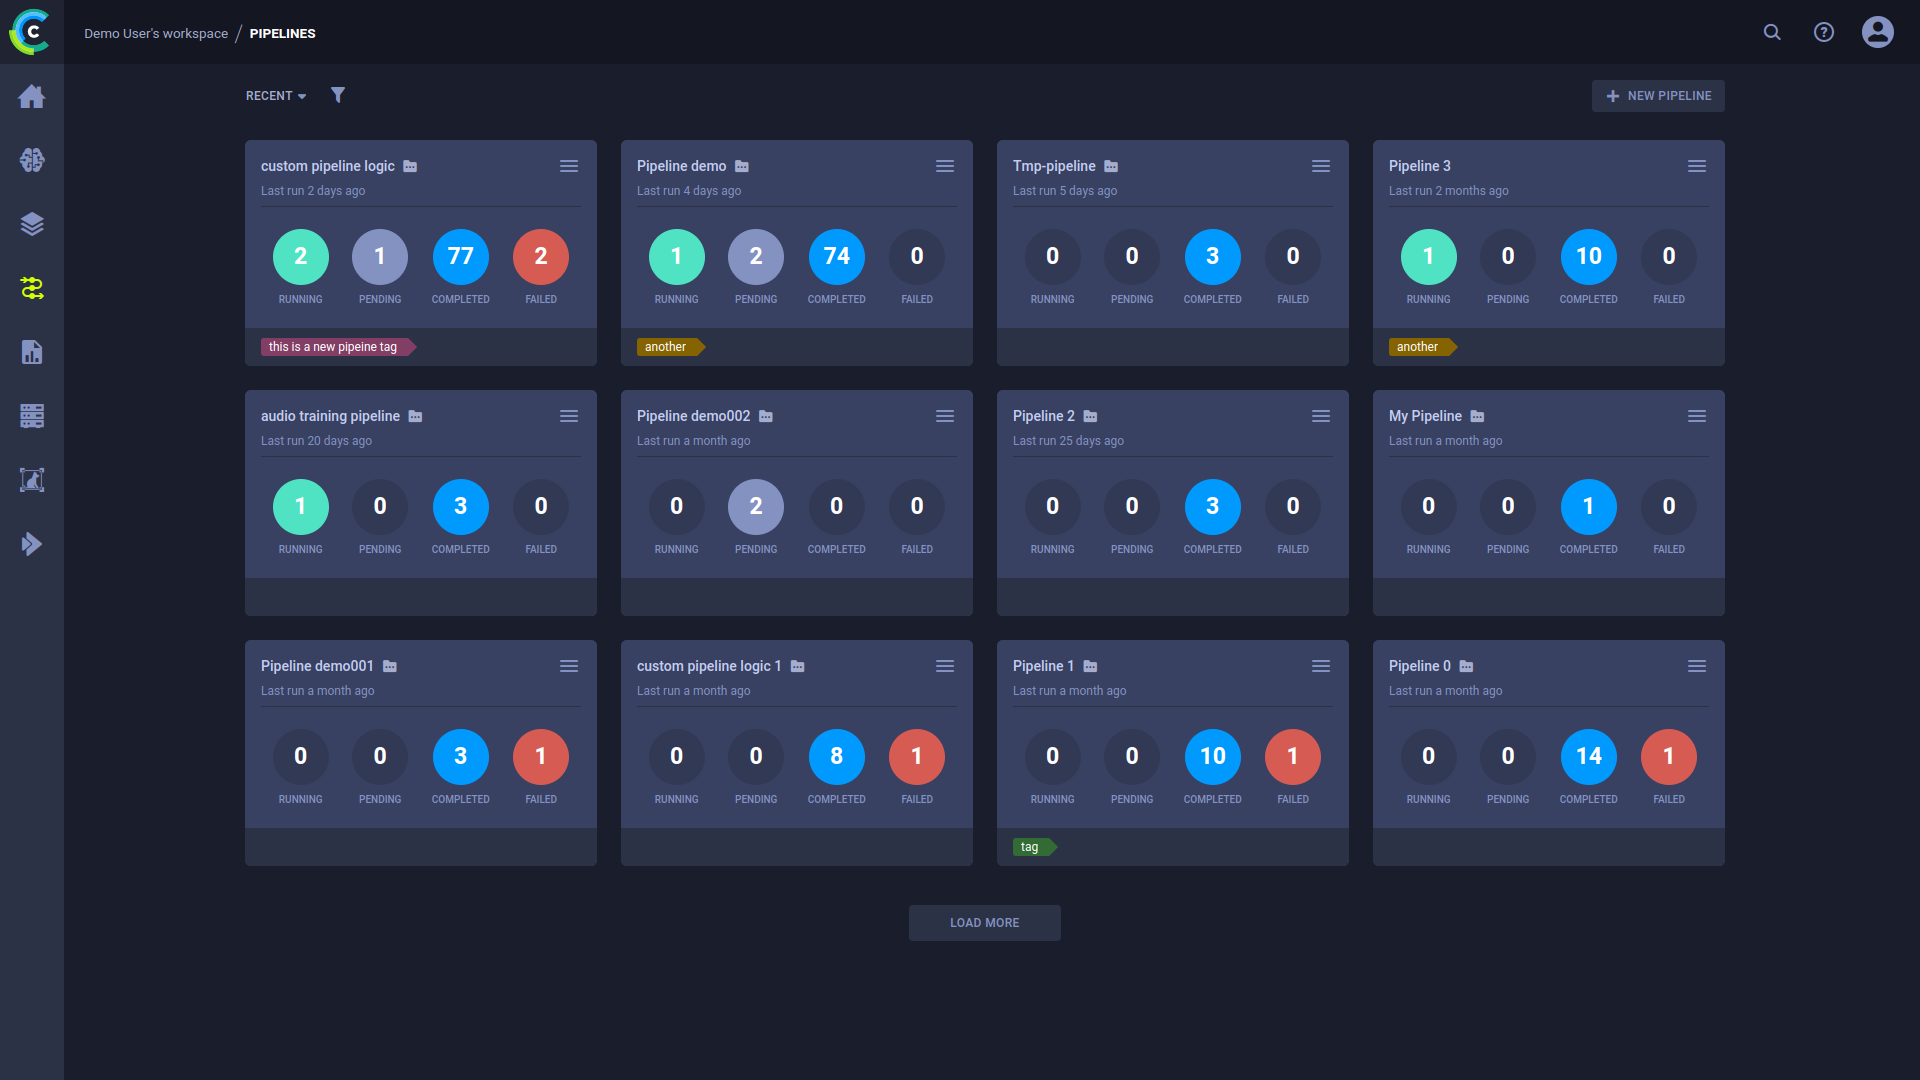 Demo User's workspace / PIPELINES
RECENT
NEW PIPELINE
custom pipeline logic
Last run 2 days ago
2 1 77 2
RUNNING PENDING COMPLETED FAILED
this is a new pipeine tag
Pipeline demo
Last run 4 days ago
1 2 74 0
RUNNING PENDING COMPLETED FAILED
another
Tmp-pipeline
Last run 5 days ago
0 0 3 0
RUNNING PENDING COMPLETED FAILED
Pipeline 3
Last run 2 months ago
1 0 10 0
RUNNING PENDING COMPLETED FAILED
another
audio training pipeline
Last run 20 days ago
1 0 3 0
RUNNING PENDING COMPLETED FAILED
Pipeline demo002
Last run a month ago
0 2 0 0
RUNNING PENDING COMPLETED FAILED
Pipeline 2
Last run 25 days ago
0 0 3 0
RUNNING PENDING COMPLETED FAILED
My Pipeline
Last run a month ago
0 0 1 0
RUNNING PENDING COMPLETED FAILED
Pipeline demo001
Last run a month ago
0 0 3 1
RUNNING PENDING COMPLETED FAILED
custom pipeline logic 1
Last run a month ago
0 0 8 1
RUNNING PENDING COMPLETED FAILED
Pipeline 1
Last run a month ago
0 0 10 1
RUNNING PENDING COMPLETED FAILED
tag
Pipeline 0
Last run a month ago
0 0 14 1
RUNNING PENDING COMPLETED FAILED
LOAD MORE